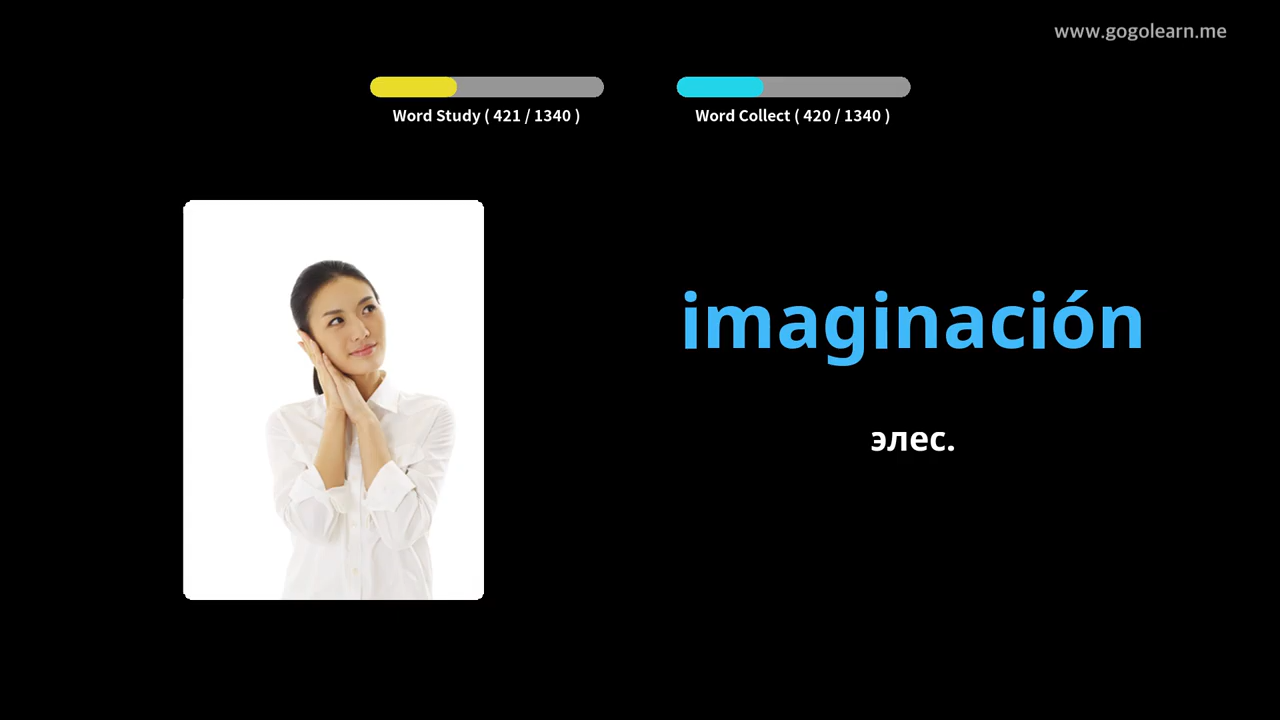 www.gogolearn.me
Word Study ( 421 / 1340 )
Word Collect ( 420 / 1340 )
imaginación
элес.